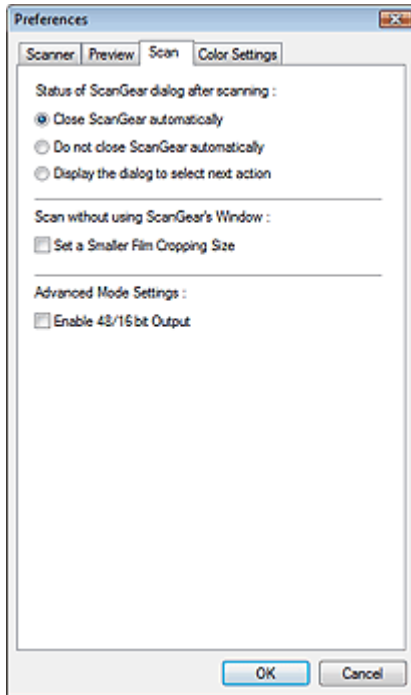 Preferences
Scanner Preview Scan Color Settings
Status of ScanGear dialog after scanning :
Close ScanGear automatically
Do not close ScanGear automatically
Display the dialog to select next action
Scan without using ScanGear's Window :
Set a Smaller Film Cropping Size
Advanced Mode Settings :
Enable 48/16 bit Output
OK Cancel